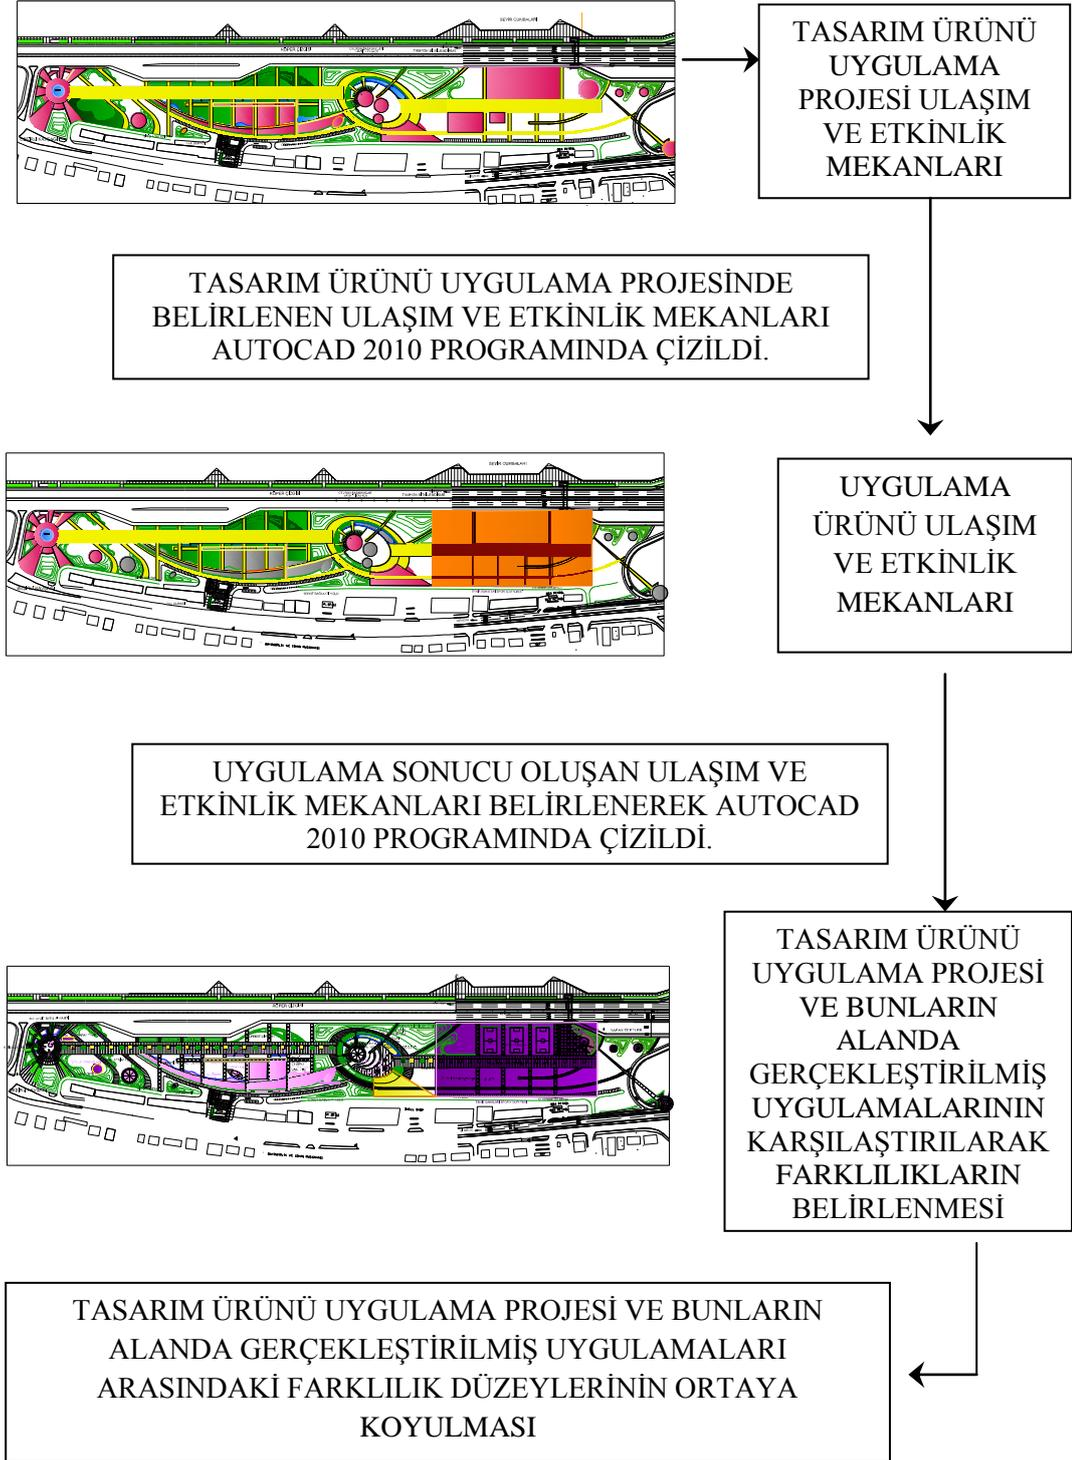 SEYİR CUMBALARI
TASARIM ÜRÜNÜ
UYGULAMA
PROJESİ ULAŞIM
VE ETKİNLİK
MEKANLARI
TASARIM ÜRÜNÜ UYGULAMA PROJESİNDE
BELİRLENEN ULAŞIM VE ETKİNLİK MEKANLARI
AUTOCAD 2010 PROGRAMINDA ÇİZİLDİ.
SEYİR CUMBALARI
UYGULAMA
ÜRÜNÜ ULAŞIM
VE ETKİNLİK
MEKANLARI
UYGULAMA SONUCU OLUŞAN ULAŞIM VE
ETKİNLİK MEKANLARI BELİRLENEREK AUTOCAD
2010 PROGRAMINDA ÇİZİLDİ.
TASARIM ÜRÜNÜ
UYGULAMA PROJESİ
VE BUNLARIN
ALANDA
GERÇEKLEŞTİRİLMİŞ
UYGULAMALARININ
KARŞILAŞTIRILARAK
FARKLILIKLARIN
BELİRLENMESİ
TASARIM ÜRÜNÜ UYGULAMA PROJESİ VE BUNLARIN
ALANDA GERÇEKLEŞTİRİLMİŞ UYGULAMALARI
ARASINDAKİ FARKLILIK DÜZEYLERİNİN ORTAYA
KOYULMASI